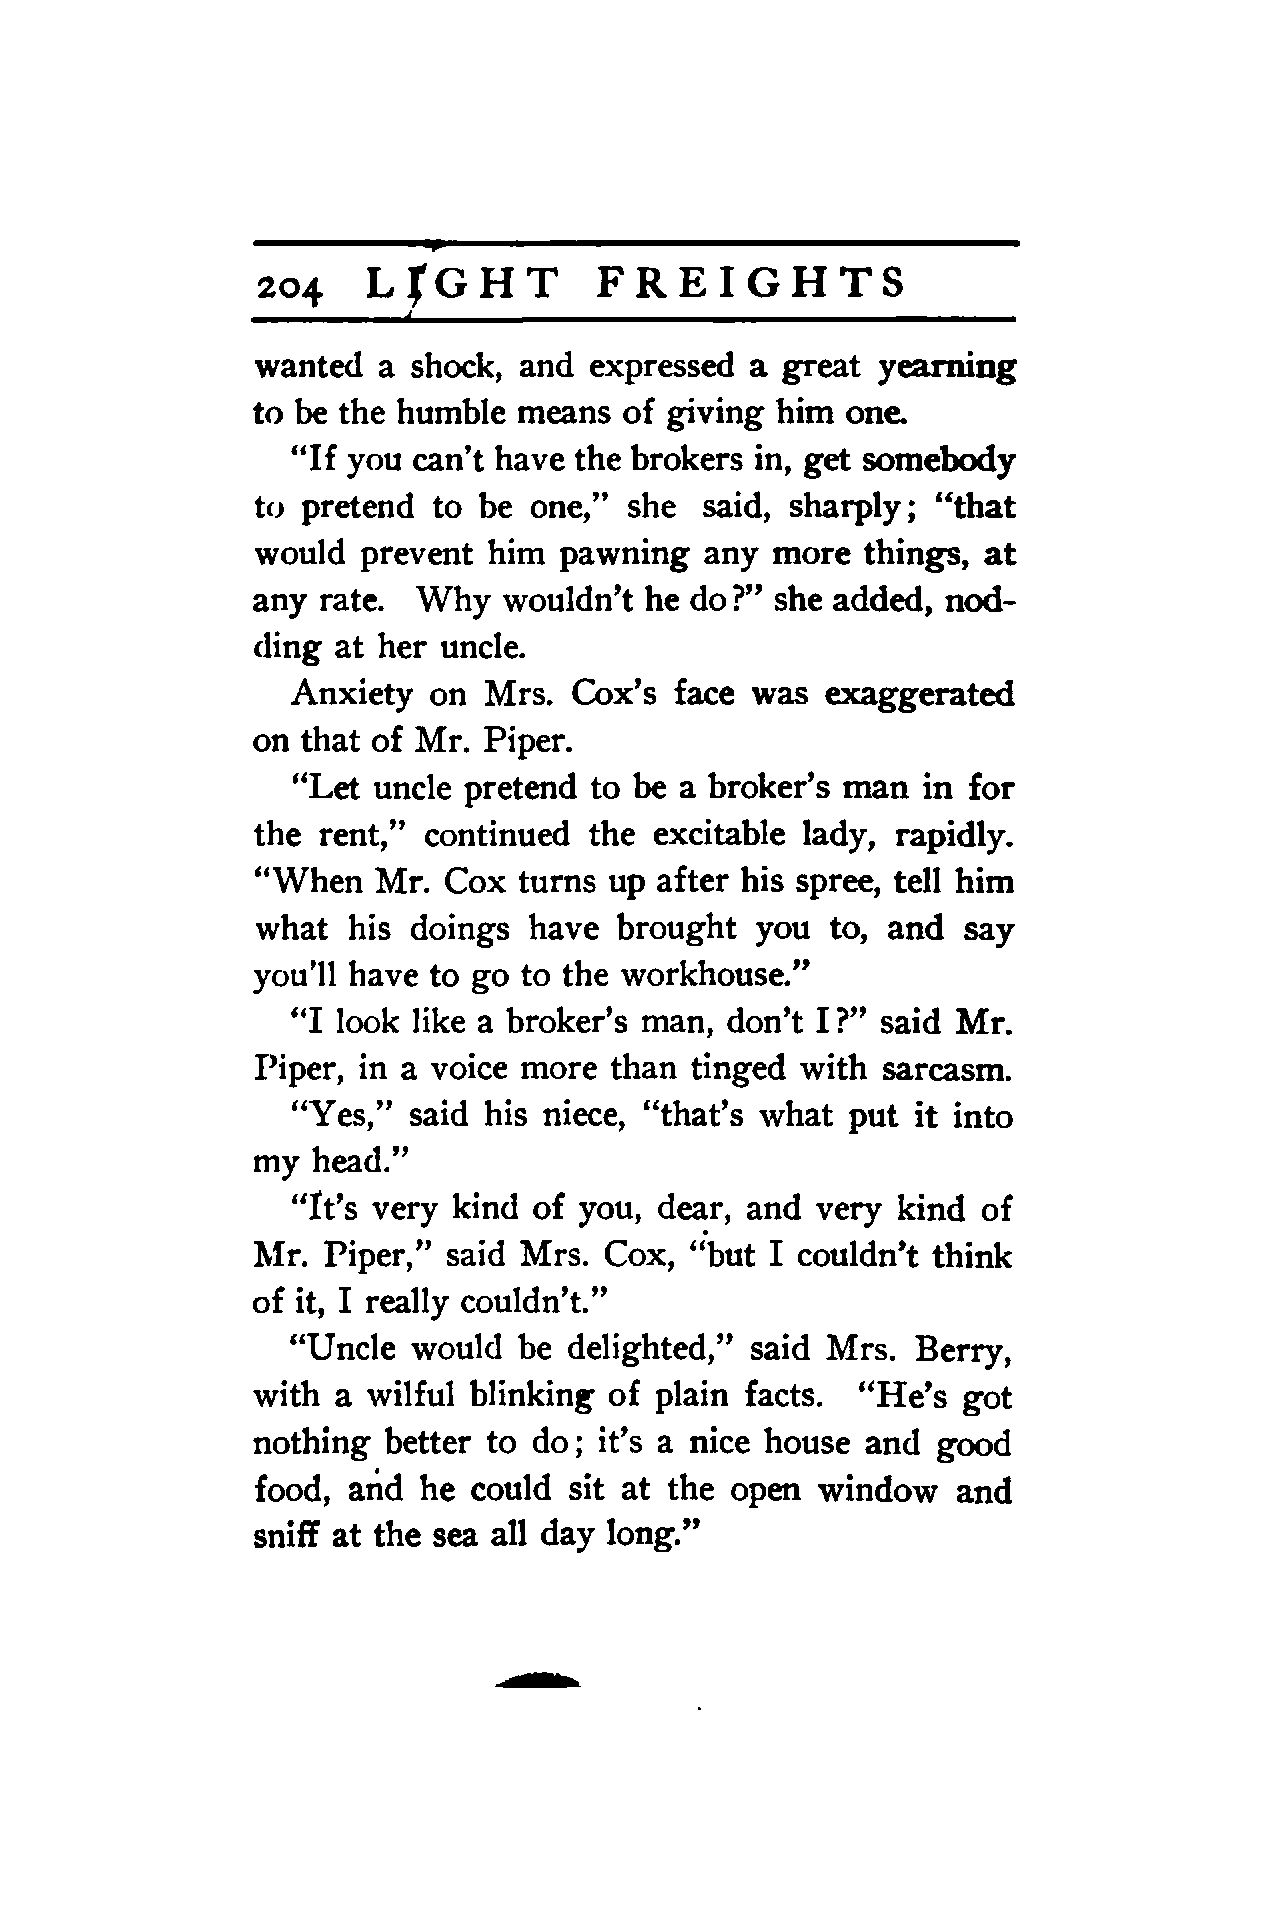 204 LIGHT FREIGHTS
wanted a shock, and expressed a great yearning
to be the humble means of giving him one.
"If you can't have the brokers in, get somebody
to pretend to be one," she said, sharply; "that
would prevent him pawning any more things, at
any rate. Why wouldn't he do?" she added, nod-
ding at her uncle.
Anxiety on Mrs. Cox's face was exaggerated
on that of Mr. Piper.
"Let uncle pretend to be a broker's man in for
the rent," continued the excitable lady, rapidly.
"When Mr. Cox turns up after his spree, tell him
what his doings have brought you to, and say
you'll have to go to the workhouse."
"I look like a broker's man, don't I?" said Mr.
Piper, in a voice more than tinged with sarcasm.
"Yes," said his niece, "that's what put it into
my head."
"It's very kind of you, dear, and very kind of
Mr. Piper," said Mrs. Cox, "but I couldn't think
of it, I really couldn't."
"Uncle would be delighted," said Mrs. Berry,
with a wilful blinking of plain facts. "He's got
nothing better to do; it's a nice house and good
food, and he could sit at the open window and
sniff at the sea all day long."